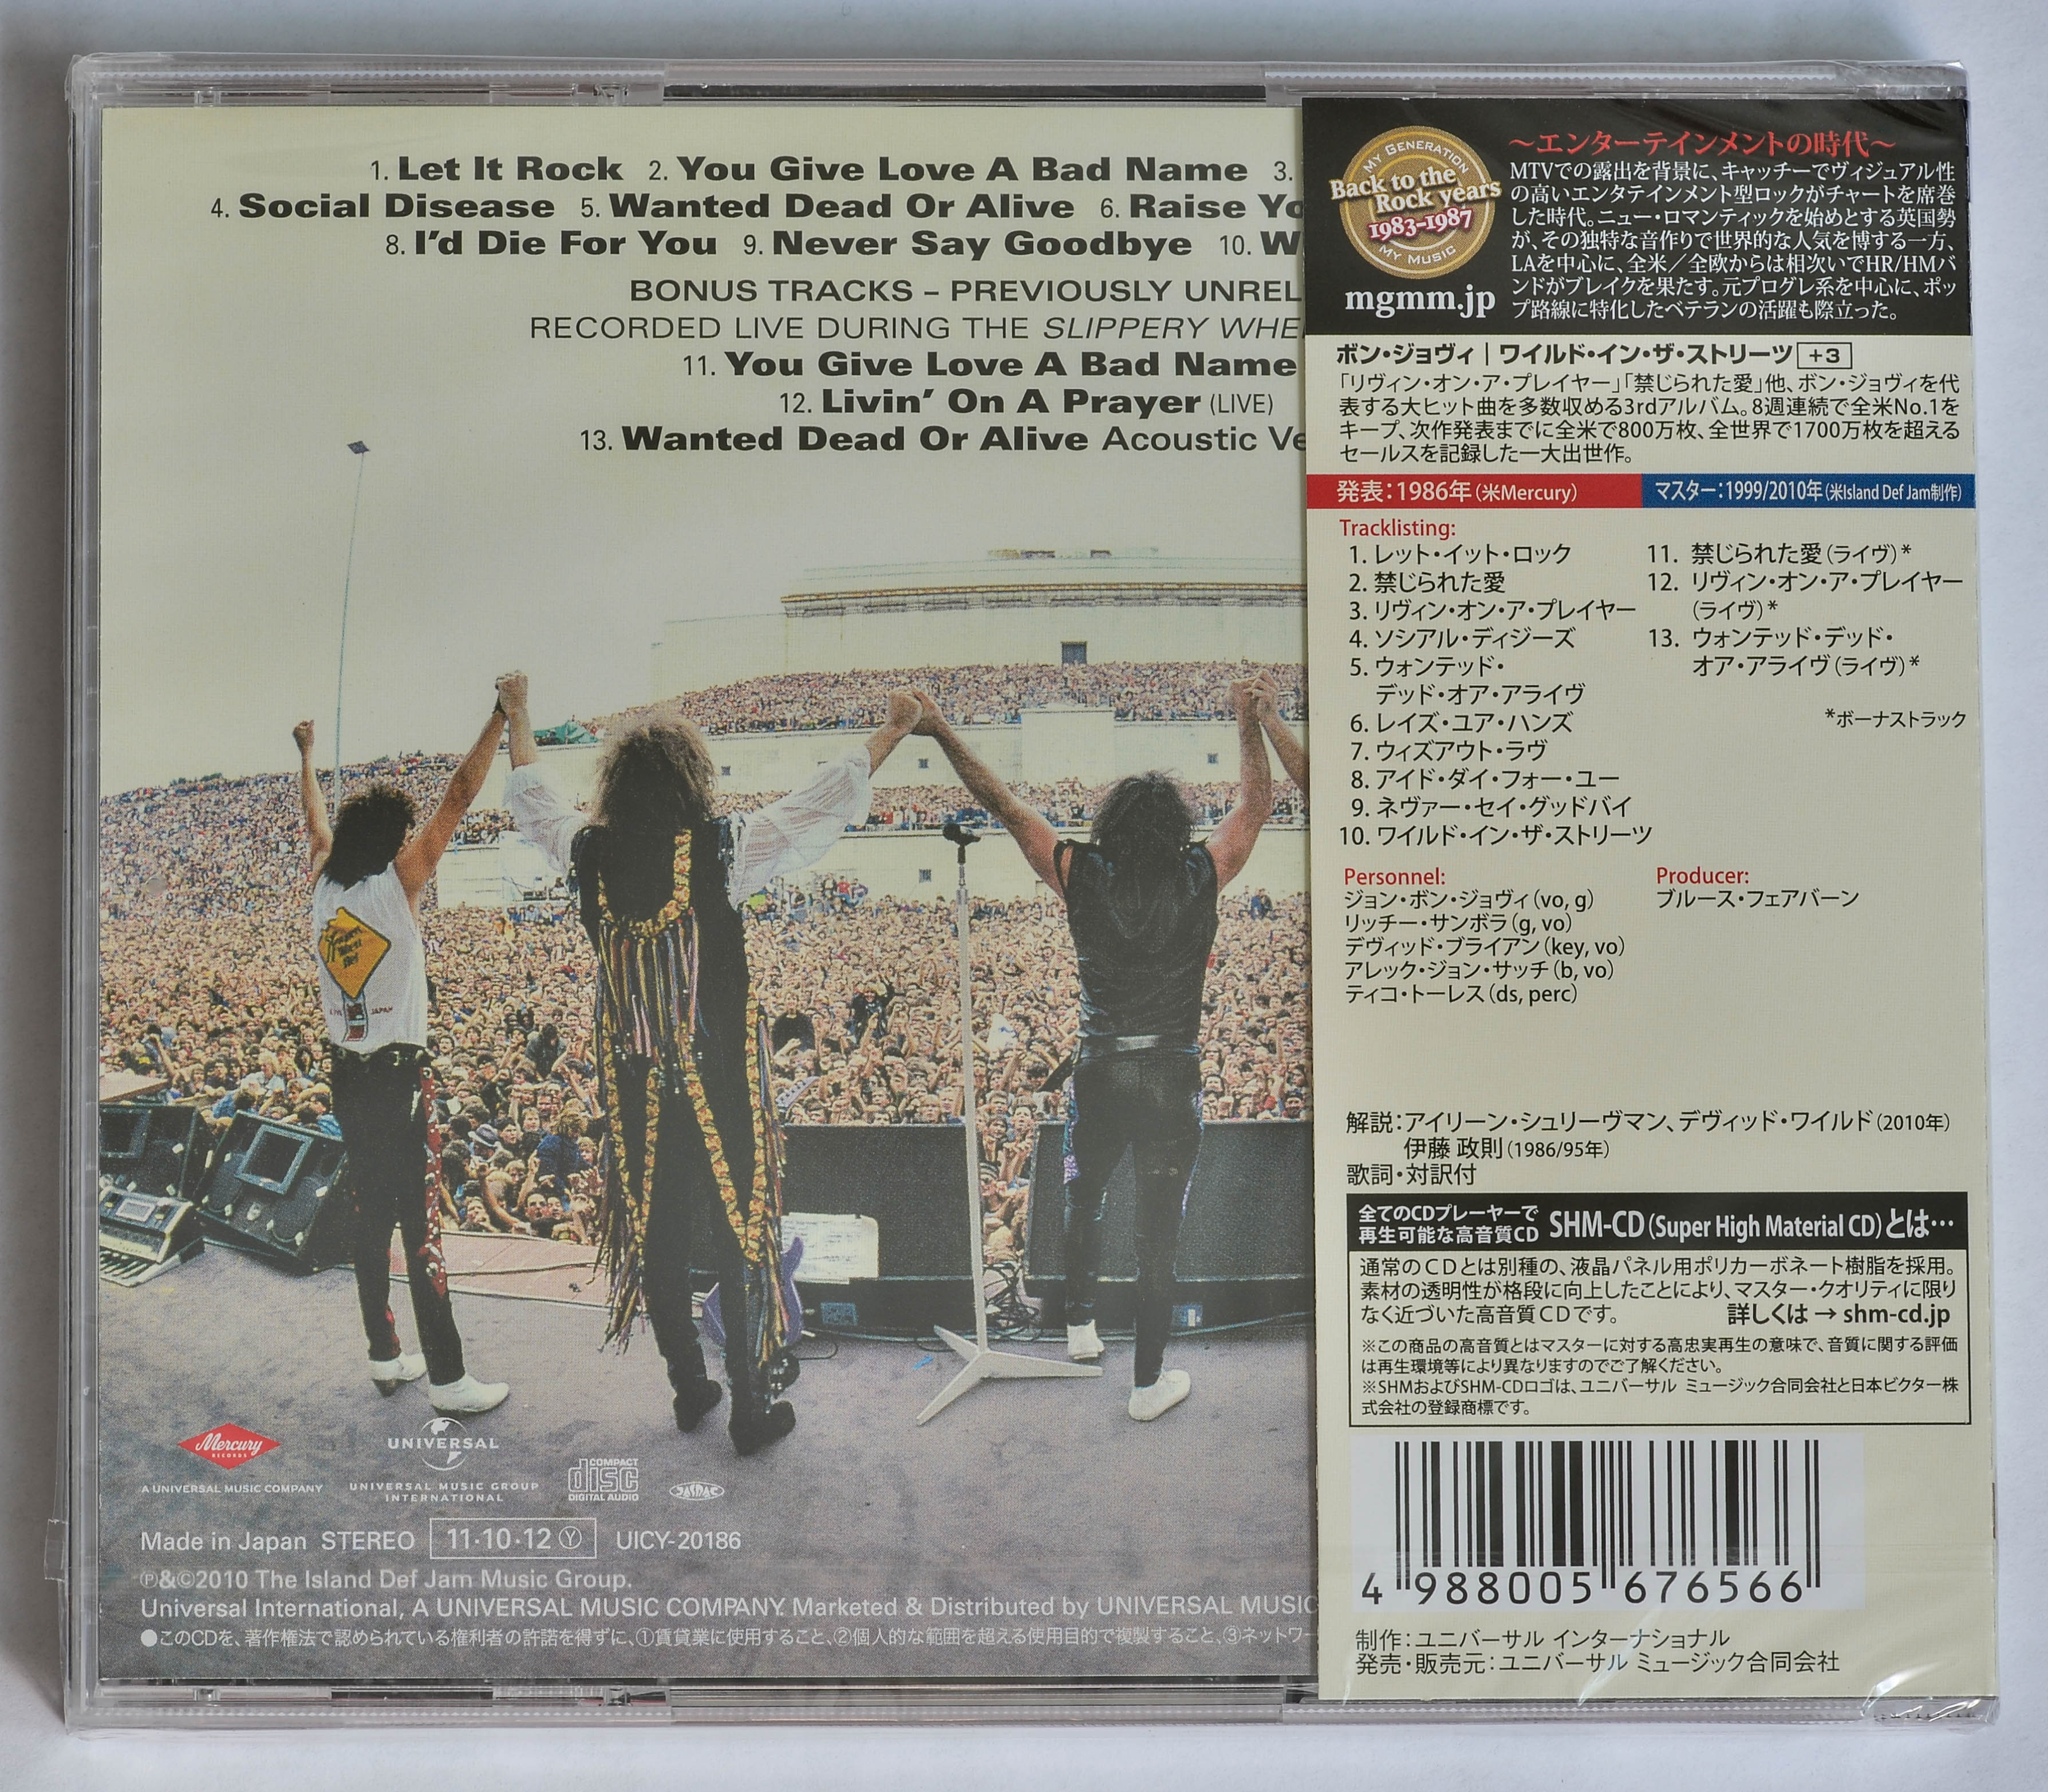 1. Let It Rock 2. You Give Love A Bad Name 3.
4. Social Disease 5. Wanted Dead Or Alive 6. Raise Yo
8. I'd Die For You 9. Never Say Goodbye 10. W
BONUS TRACKS – PREVIOUSLY UNREL
RECORDED LIVE DURING THE SLIPPERY WHE
11. You Give Love A Bad Name
12. Livin' On A Prayer (LIVE)
13. Wanted Dead Or Alive Acoustic Ve
Mercury
RECORDS
A UNIVERSAL MUSIC COMPANY
UNIVERSAL
UNIVERSAL MUSIC GROUP
INTERNATIONAL
COMPACT
disc
DIGITAL AUDIO
JASRAC
Made in Japan STEREO 11·10·12 Ⓨ UICY-20186
℗&©2010 The Island Def Jam Music Group.
Universal International, A UNIVERSAL MUSIC COMPANY. Marketed & Distributed by UNIVERSAL MUSIC
●このCDを、著作権法で認められている権利者の許諾を得ずに、①賃貸業に使用すること、②個人的な範囲を超える使用目的で複製すること、③ネットワー
MY GENERATION
Back to the
Rock years
1983-1987
MY MUSIC
mgmm.jp
～エンターテインメントの時代～
MTVでの露出を背景に、キャッチーでヴィジュアル性
の高いエンタテインメント型ロックがチャートを席巻
した時代。ニュー・ロマンティックを始めとする英国勢
が、その独特な音作りで世界的な人気を博する一方、
LAを中心に、全米／全欧からは相次いでHR/HMバ
ンドがブレイクを果たす。元プログレ系を中心に、ポッ
プ路線に特化したベテランの活躍も際立った。
ボン・ジョヴィ | ワイルド・イン・ザ・ストリーツ +3
「リヴィン・オン・ア・プレイヤー」「禁じられた愛」他、ボン・ジョヴィを代
表する大ヒット曲を多数収める3rdアルバム。8週連続で全米No.1を
キープ、次作発表までに全米で800万枚、全世界で1700万枚を超える
セールスを記録した一大出世作。
発表：1986年（米Mercury） マスター：1999/2010年（米Island Def Jam制作）
Tracklisting:
1. レット・イット・ロック
2. 禁じられた愛
3. リヴィン・オン・ア・プレイヤー
4. ソシアル・ディジーズ
5. ウォンテッド・
デッド・オア・アライヴ
6. レイズ・ユア・ハンズ
7. ウィズアウト・ラヴ
8. アイド・ダイ・フォー・ユー
9. ネヴァー・セイ・グッドバイ
10. ワイルド・イン・ザ・ストリーツ
11. 禁じられた愛（ライヴ）*
12. リヴィン・オン・ア・プレイヤー
（ライヴ）*
13. ウォンテッド・デッド・
オア・アライヴ（ライヴ）*
*ボーナストラック
Personnel:
ジョン・ボン・ジョヴィ（vo, g）
リッチー・サンボラ（g, vo）
デヴィッド・ブライアン（key, vo）
アレック・ジョン・サッチ（b, vo）
ティコ・トーレス（ds, perc）
Producer:
ブルース・フェアバーン
解説：アイリーン・シュリーヴマン、デヴィッド・ワイルド（2010年）
伊藤 政則（1986/95年）
歌詞・対訳付
全てのCDプレーヤーで
再生可能な高音質CD SHM-CD（Super High Material CD）とは…
通常のCDとは別種の、液晶パネル用ポリカーボネート樹脂を採用。
素材の透明性が格段に向上したことにより、マスター・クオリティに限り
なく近づいた高音質CDです。 詳しくは → shm-cd.jp
※この商品の高音質とはマスターに対する高忠実再生の意味で、音質に関する評価
は再生環境等により異なりますのでご了解ください。
※SHMおよびSHM-CDロゴは、ユニバーサル ミュージック合同会社と日本ビクター株
式会社の登録商標です。
4 988005 676566
制作：ユニバーサル インターナショナル
発売・販売元：ユニバーサル ミュージック合同会社